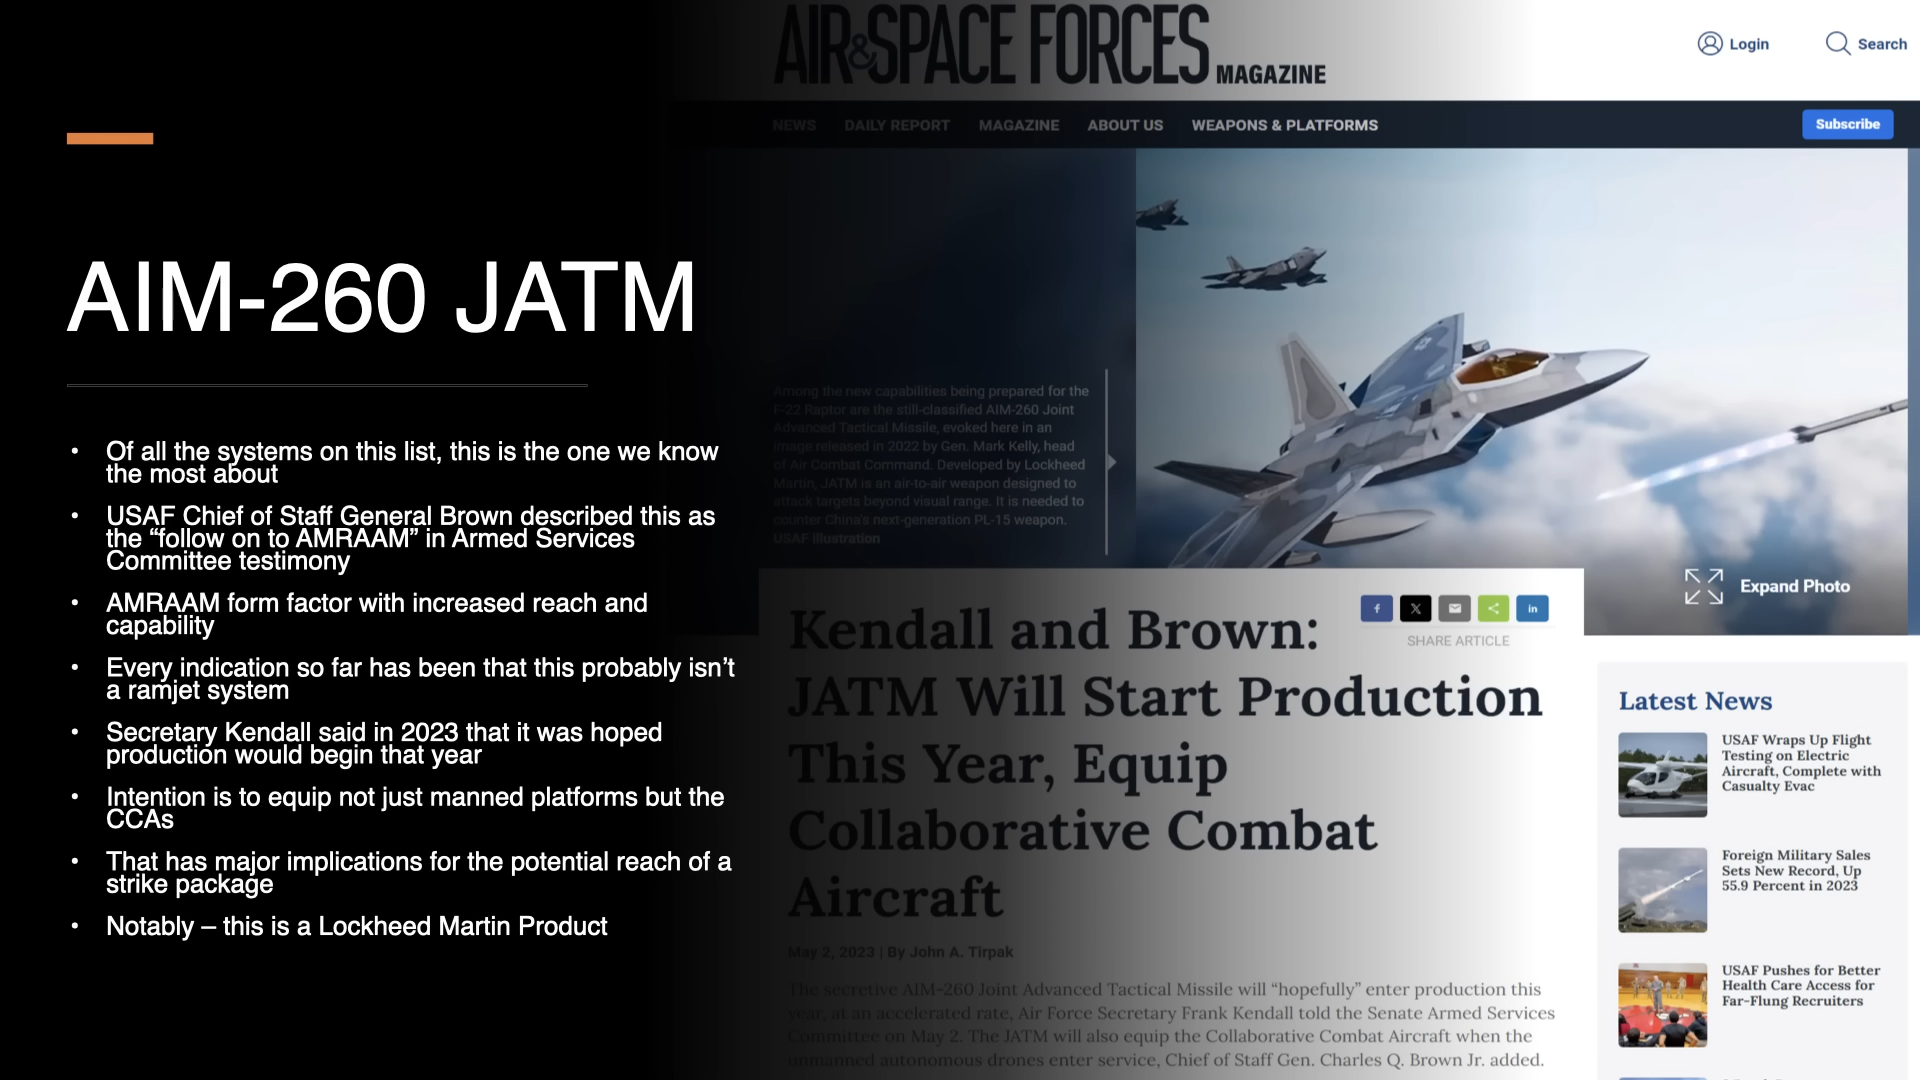 AIR&SPACE FORCES MAGAZINE
Login
Search
NEWS DAILY REPORT MAGAZINE ABOUT US WEAPONS & PLATFORMS
Subscribe
AIM-260 JATM
• Of all the systems on this list, this is the one we know
the most about
• USAF Chief of Staff General Brown described this as
the “follow on to AMRAAM” in Armed Services
Committee testimony
• AMRAAM form factor with increased reach and
capability
• Every indication so far has been that this probably isn’t
a ramjet system
• Secretary Kendall said in 2023 that it was hoped
production would begin that year
• Intention is to equip not just manned platforms but the
CCAs
• That has major implications for the potential reach of a
strike package
• Notably – this is a Lockheed Martin Product
Among the new capabilities being prepared for the
F-22 Raptor are the still-classified AIM-260 Joint
Advanced Tactical Missile, evoked here in an
image released in 2022 by Gen. Mark Kelly, head
of Air Combat Command. Developed by Lockheed
Martin, JATM is an air-to-air weapon designed to
attack targets beyond visual range. It is needed to
counter China's next-generation PL-15 weapon.
USAF illustration
Expand Photo
Kendall and Brown:
JATM Will Start Production
This Year, Equip
Collaborative Combat
Aircraft
f X in
SHARE ARTICLE
May 2, 2023 | By John A. Tirpak
The secretive AIM-260 Joint Advanced Tactical Missile will “hopefully” enter production this
year, at an accelerated rate, Air Force Secretary Frank Kendall told the Senate Armed Services
Committee on May 2. The JATM will also equip the Collaborative Combat Aircraft when the
unmanned autonomous drones enter service, Chief of Staff Gen. Charles Q. Brown Jr. added.
Latest News
USAF Wraps Up Flight
Testing on Electric
Aircraft, Complete with
Casualty Evac
Foreign Military Sales
Sets New Record, Up
55.9 Percent in 2023
USAF Pushes for Better
Health Care Access for
Far-Flung Recruiters